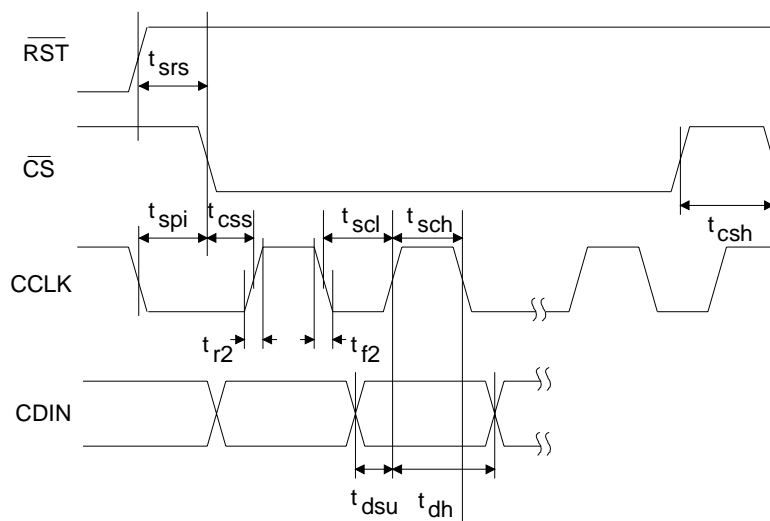 RST
t srs
CS
t spi
t css
t scl
t sch
t csh
CCLK
t r2
t f2
CDIN
t dsu
t dh